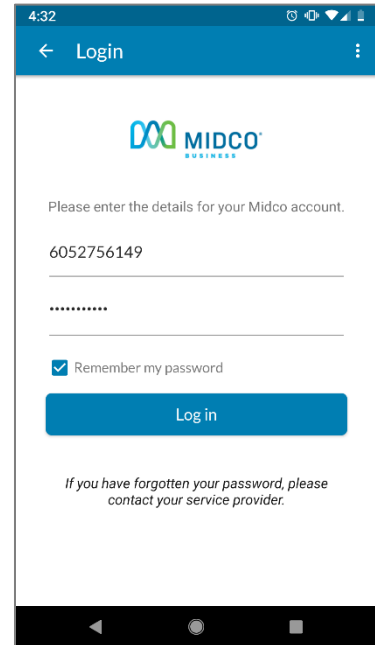 4:32
Login
MIDCO
BUSINESS
Please enter the details for your Midco account.
6052756149
•••••••••••
Remember my password
Log in
If you have forgotten your password, please
contact your service provider.